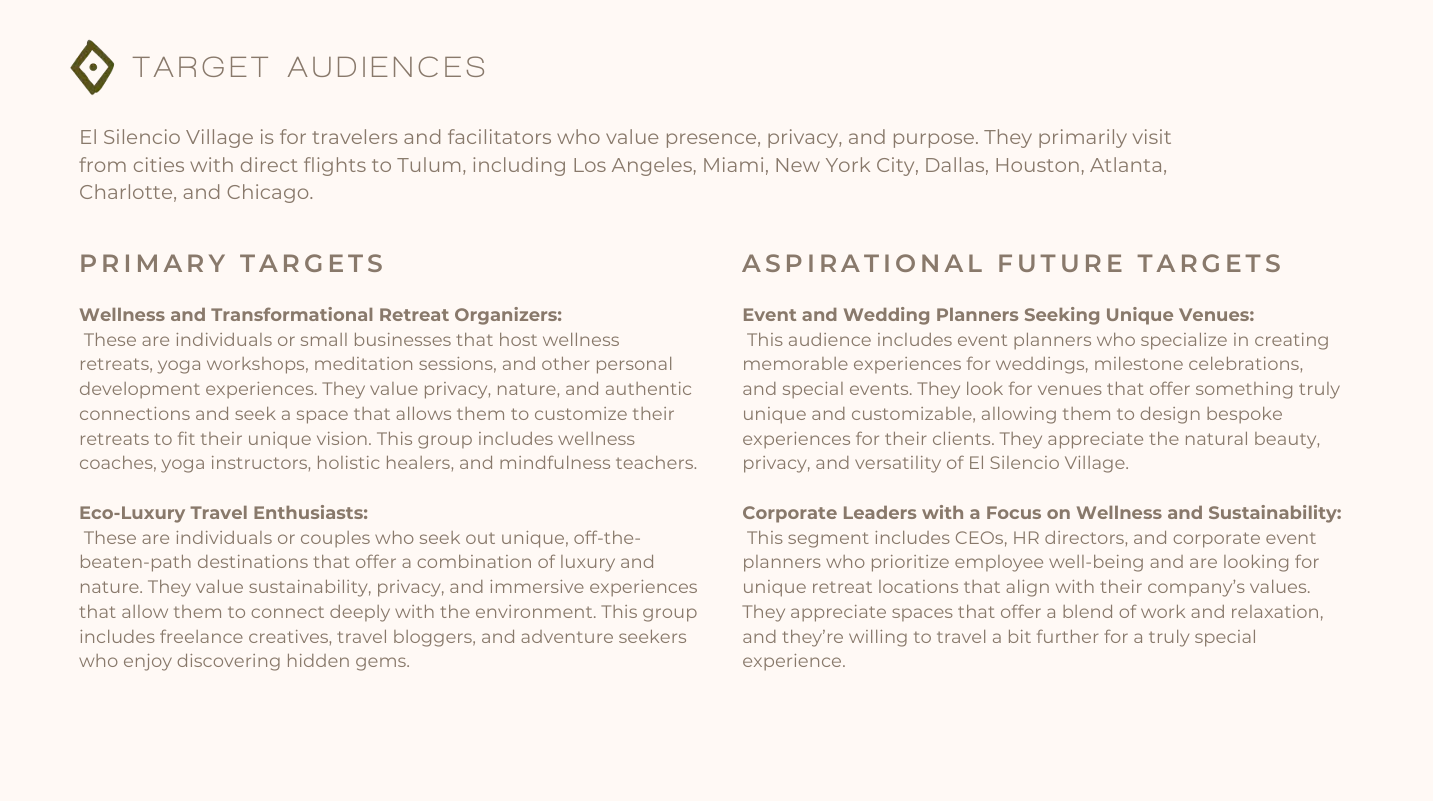 TARGET AUDIENCES
El Silencio Village is for travelers and facilitators who value presence, privacy, and purpose. They primarily visit
from cities with direct flights to Tulum, including Los Angeles, Miami, New York City, Dallas, Houston, Atlanta,
Charlotte, and Chicago.
PRIMARY TARGETS
Wellness and Transformational Retreat Organizers:
These are individuals or small businesses that host wellness
retreats, yoga workshops, meditation sessions, and other personal
development experiences. They value privacy, nature, and authentic
connections and seek a space that allows them to customize their
retreats to fit their unique vision. This group includes wellness
coaches, yoga instructors, holistic healers, and mindfulness teachers.
Eco-Luxury Travel Enthusiasts:
These are individuals or couples who seek out unique, off-the-
beaten-path destinations that offer a combination of luxury and
nature. They value sustainability, privacy, and immersive experiences
that allow them to connect deeply with the environment. This group
includes freelance creatives, travel bloggers, and adventure seekers
who enjoy discovering hidden gems.
ASPIRATIONAL FUTURE TARGETS
Event and Wedding Planners Seeking Unique Venues:
This audience includes event planners who specialize in creating
memorable experiences for weddings, milestone celebrations,
and special events. They look for venues that offer something truly
unique and customizable, allowing them to design bespoke
experiences for their clients. They appreciate the natural beauty,
privacy, and versatility of El Silencio Village.
Corporate Leaders with a Focus on Wellness and Sustainability:
This segment includes CEOs, HR directors, and corporate event
planners who prioritize employee well-being and are looking for
unique retreat locations that align with their company’s values.
They appreciate spaces that offer a blend of work and relaxation,
and they’re willing to travel a bit further for a truly special
experience.